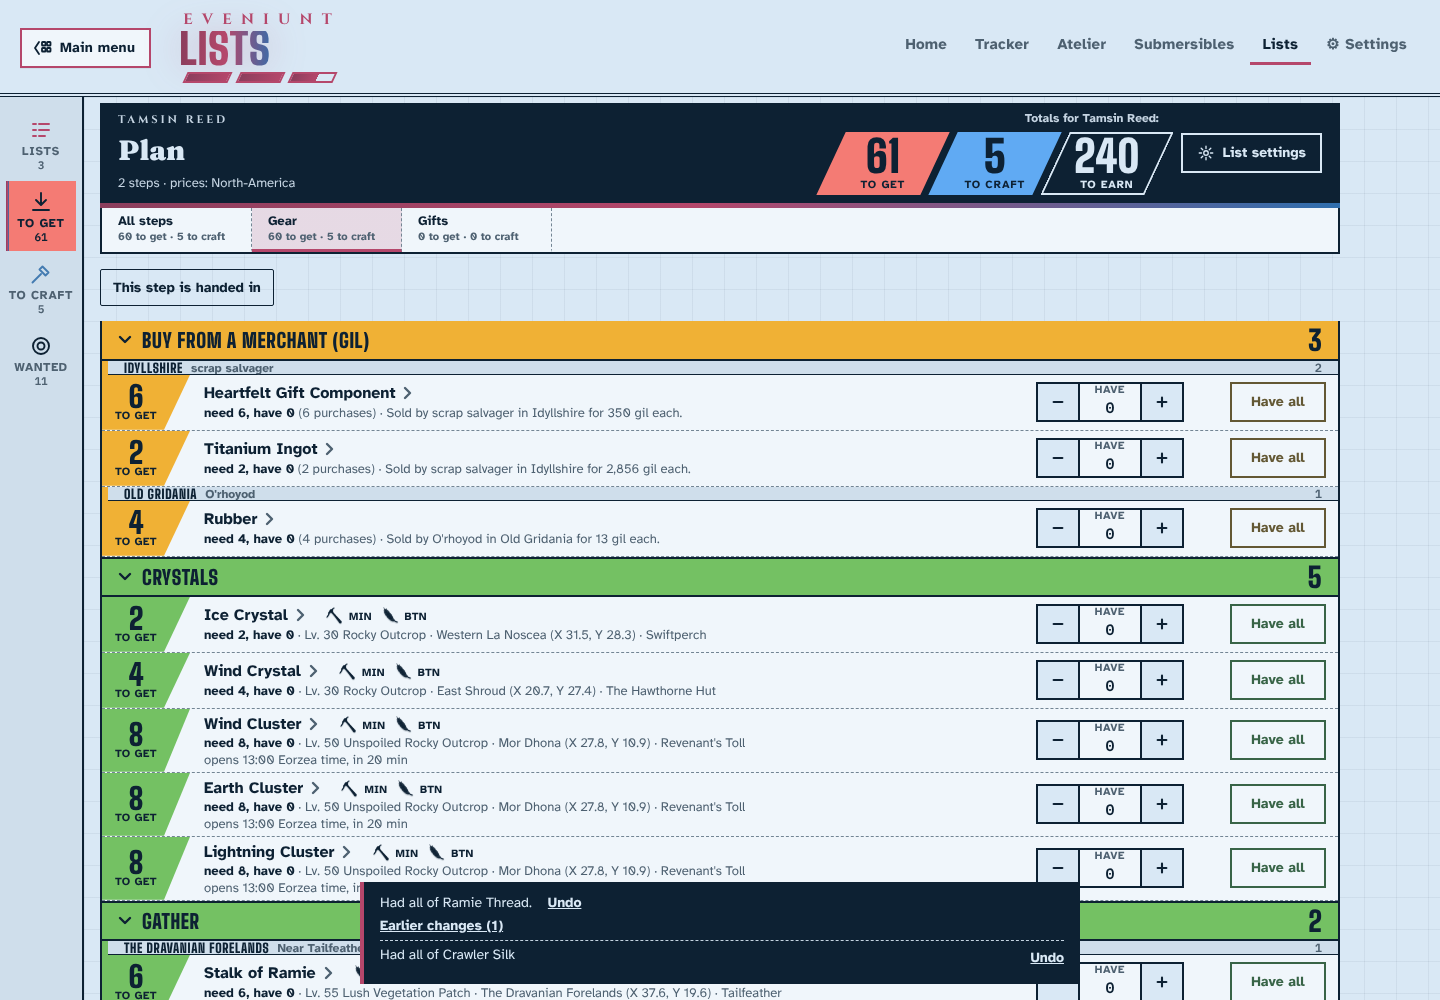 Main menu
EVENIUNT
LISTS
Home
Tracker
Atelier
Submersibles
Lists
Settings
LISTS
3
TO GET
61
TO CRAFT
5
WANTED
11
TAMSIN REED
Plan
2 steps · prices: North-America
Totals for Tamsin Reed:
61
TO GET
5
TO CRAFT
240
TO EARN
List settings
All steps
60 to get · 5 to craft
Gear
60 to get · 5 to craft
Gifts
0 to get · 0 to craft
This step is handed in
BUY FROM A MERCHANT (GIL)
3
IDYLLSHIRE scrap salvager
2
6
TO GET
Heartfelt Gift Component
need 6, have 0 (6 purchases) · Sold by scrap salvager in Idyllshire for 350 gil each.
−
HAVE
0
+
Have all
2
TO GET
Titanium Ingot
need 2, have 0 (2 purchases) · Sold by scrap salvager in Idyllshire for 2,856 gil each.
−
HAVE
0
+
Have all
OLD GRIDANIA O'rhoyod
1
4
TO GET
Rubber
need 4, have 0 (4 purchases) · Sold by O'rhoyod in Old Gridania for 13 gil each.
−
HAVE
0
+
Have all
CRYSTALS
5
2
TO GET
Ice Crystal MIN BTN
need 2, have 0 · Lv. 30 Rocky Outcrop · Western La Noscea (X 31.5, Y 28.3) · Swiftperch
−
HAVE
0
+
Have all
4
TO GET
Wind Crystal MIN BTN
need 4, have 0 · Lv. 30 Rocky Outcrop · East Shroud (X 20.7, Y 27.4) · The Hawthorne Hut
−
HAVE
0
+
Have all
8
TO GET
Wind Cluster MIN BTN
need 8, have 0 · Lv. 50 Unspoiled Rocky Outcrop · Mor Dhona (X 27.8, Y 10.9) · Revenant's Toll
opens 13:00 Eorzea time, in 20 min
−
HAVE
0
+
Have all
8
TO GET
Earth Cluster MIN BTN
need 8, have 0 · Lv. 50 Unspoiled Rocky Outcrop · Mor Dhona (X 27.8, Y 10.9) · Revenant's Toll
opens 13:00 Eorzea time, in 20 min
−
HAVE
0
+
Have all
8
TO GET
Lightning Cluster MIN BTN
need 8, have 0 · Lv. 50 Unspoiled Rocky Outcrop · Mor Dhona (X 27.8, Y 10.9) · Revenant's Toll
opens 13:00 Eorzea time,
−
HAVE
0
+
Have all
GATHER
2
THE DRAVANIAN FORELANDS Near
1
6
TO GET
Stalk of Ramie
need 6, have 0 · Lv. 55 Lush Vegetation Patch · The Dravanian Forelands (X 37.6, Y 19.6) · Tailfeather
HAVE
0
+
Have all
Had all of Ramie Thread. Undo
Earlier changes (1)
Had all of Crawler Silk
Undo